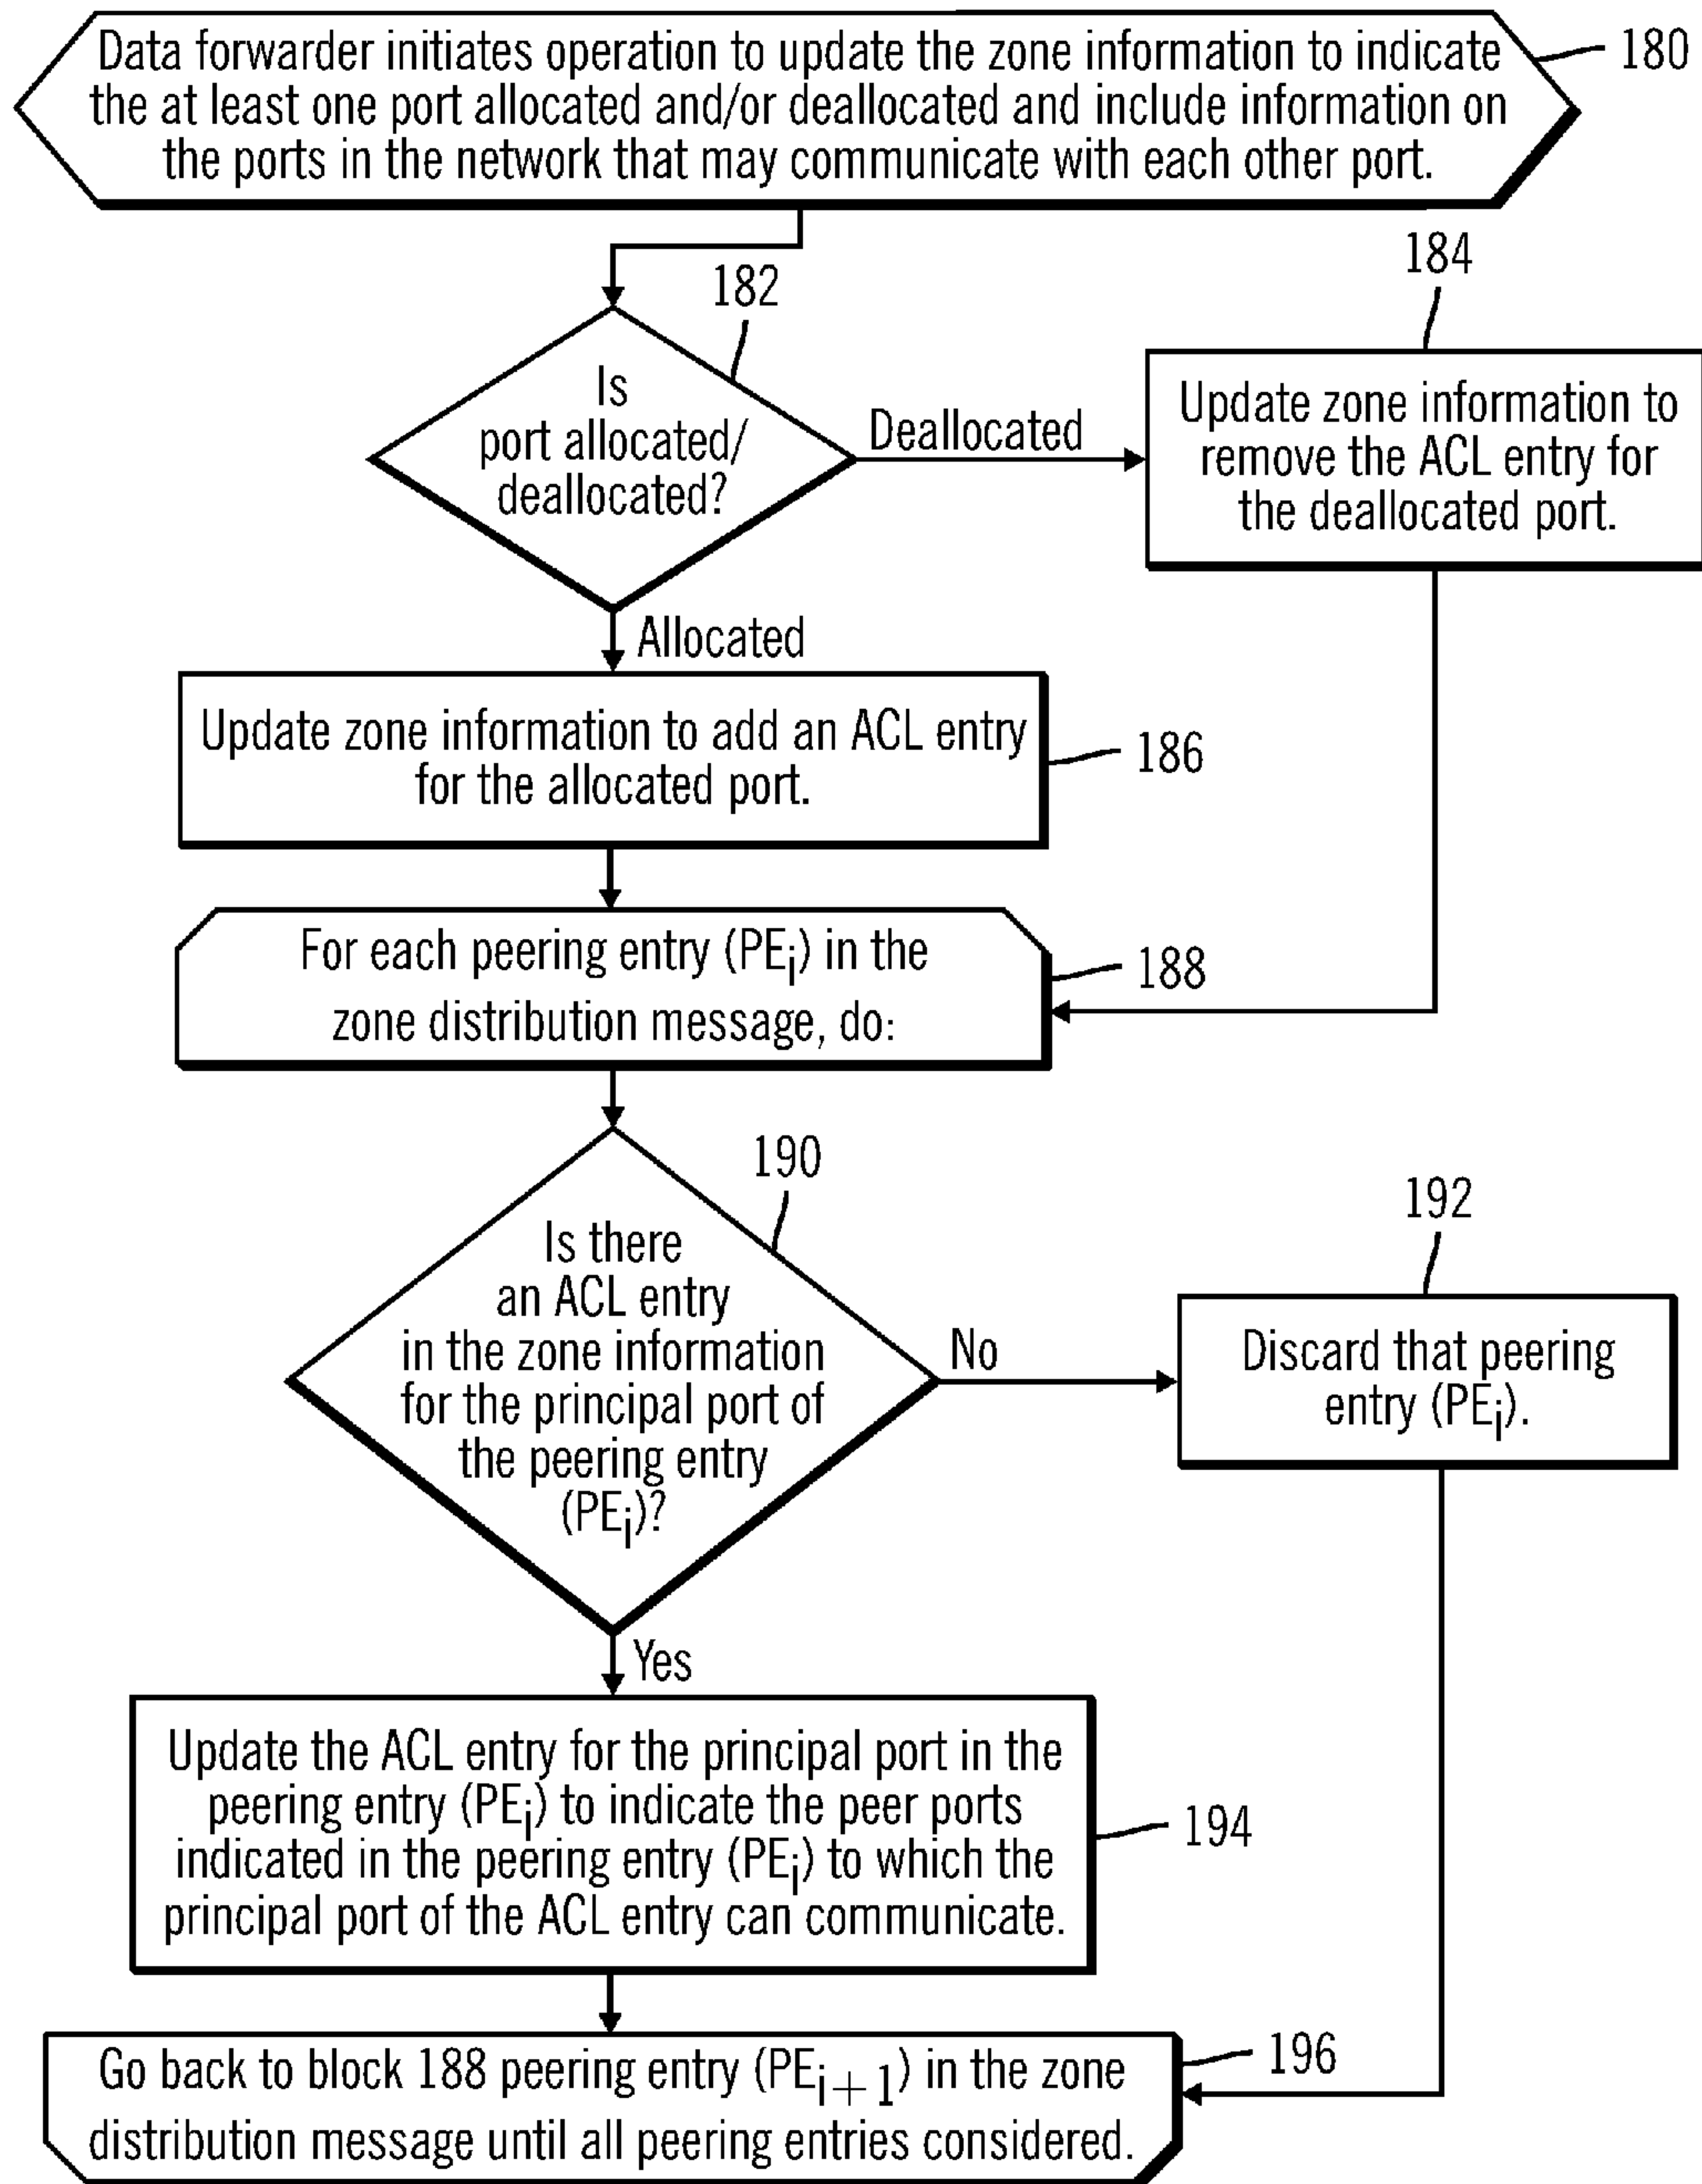 Data forwarder initiates operation to update the zone information to indicate
the at least one port allocated and/or deallocated and include information on
the ports in the network that may communicate with each other port.
180
182
184
Is
port allocated/
deallocated?
Deallocated
Update zone information to
remove the ACL entry for
the deallocated port.
Allocated
Update zone information to add an ACL entry
for the allocated port.
186
For each peering entry (PEi) in the
zone distribution message, do:
188
190
Is there
an ACL entry
in the zone information
for the principal port of
the peering entry
(PEi)?
No
192
Discard that peering
entry (PEi).
Yes
Update the ACL entry for the principal port in the
peering entry (PEi) to indicate the peer ports
indicated in the peering entry (PEi) to which the
principal port of the ACL entry can communicate.
194
Go back to block 188 peering entry (PEi+1) in the zone
distribution message until all peering entries considered.
196